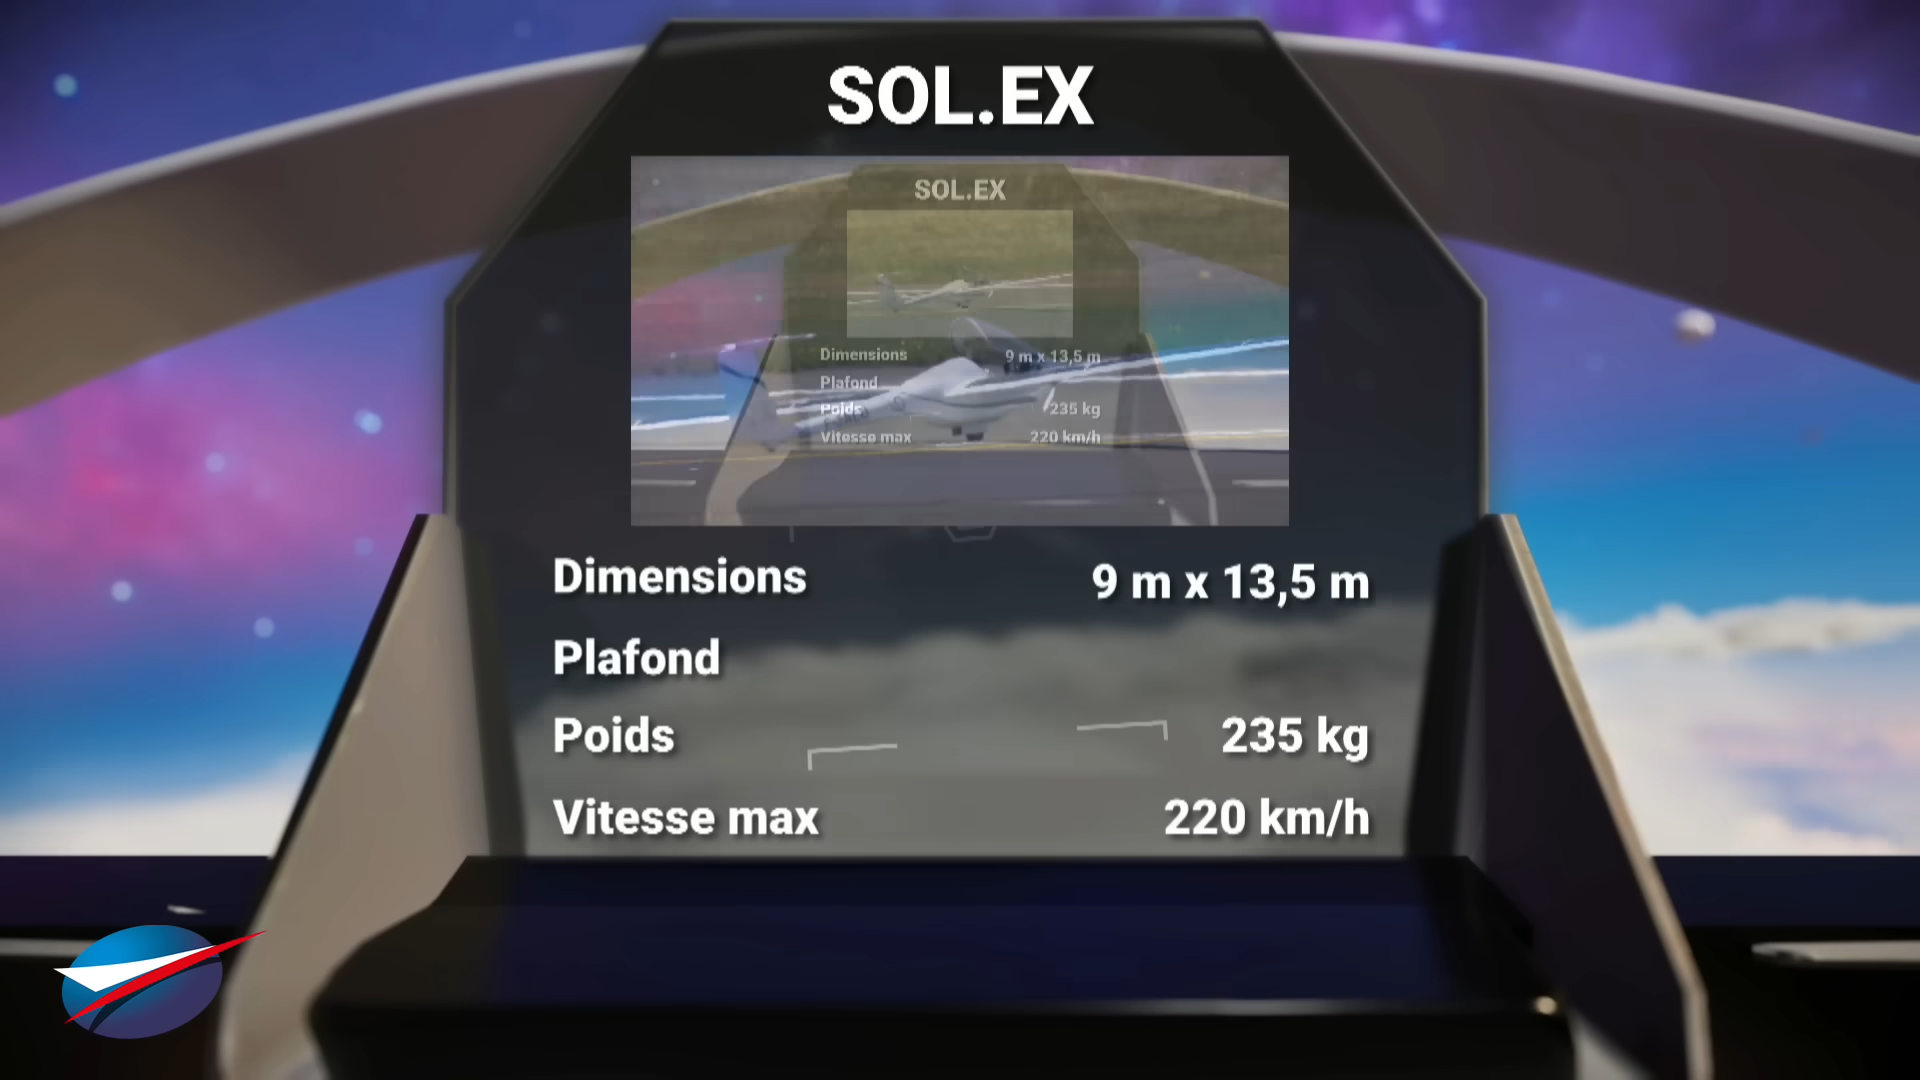 SOL.EX
SOL.EX
Dimensions 9 m x 13,5 m
Plafond
Poids 235 kg
Vitesse max 220 km/h
Dimensions 9 m x 13,5 m
Plafond
Poids 235 kg
Vitesse max 220 km/h